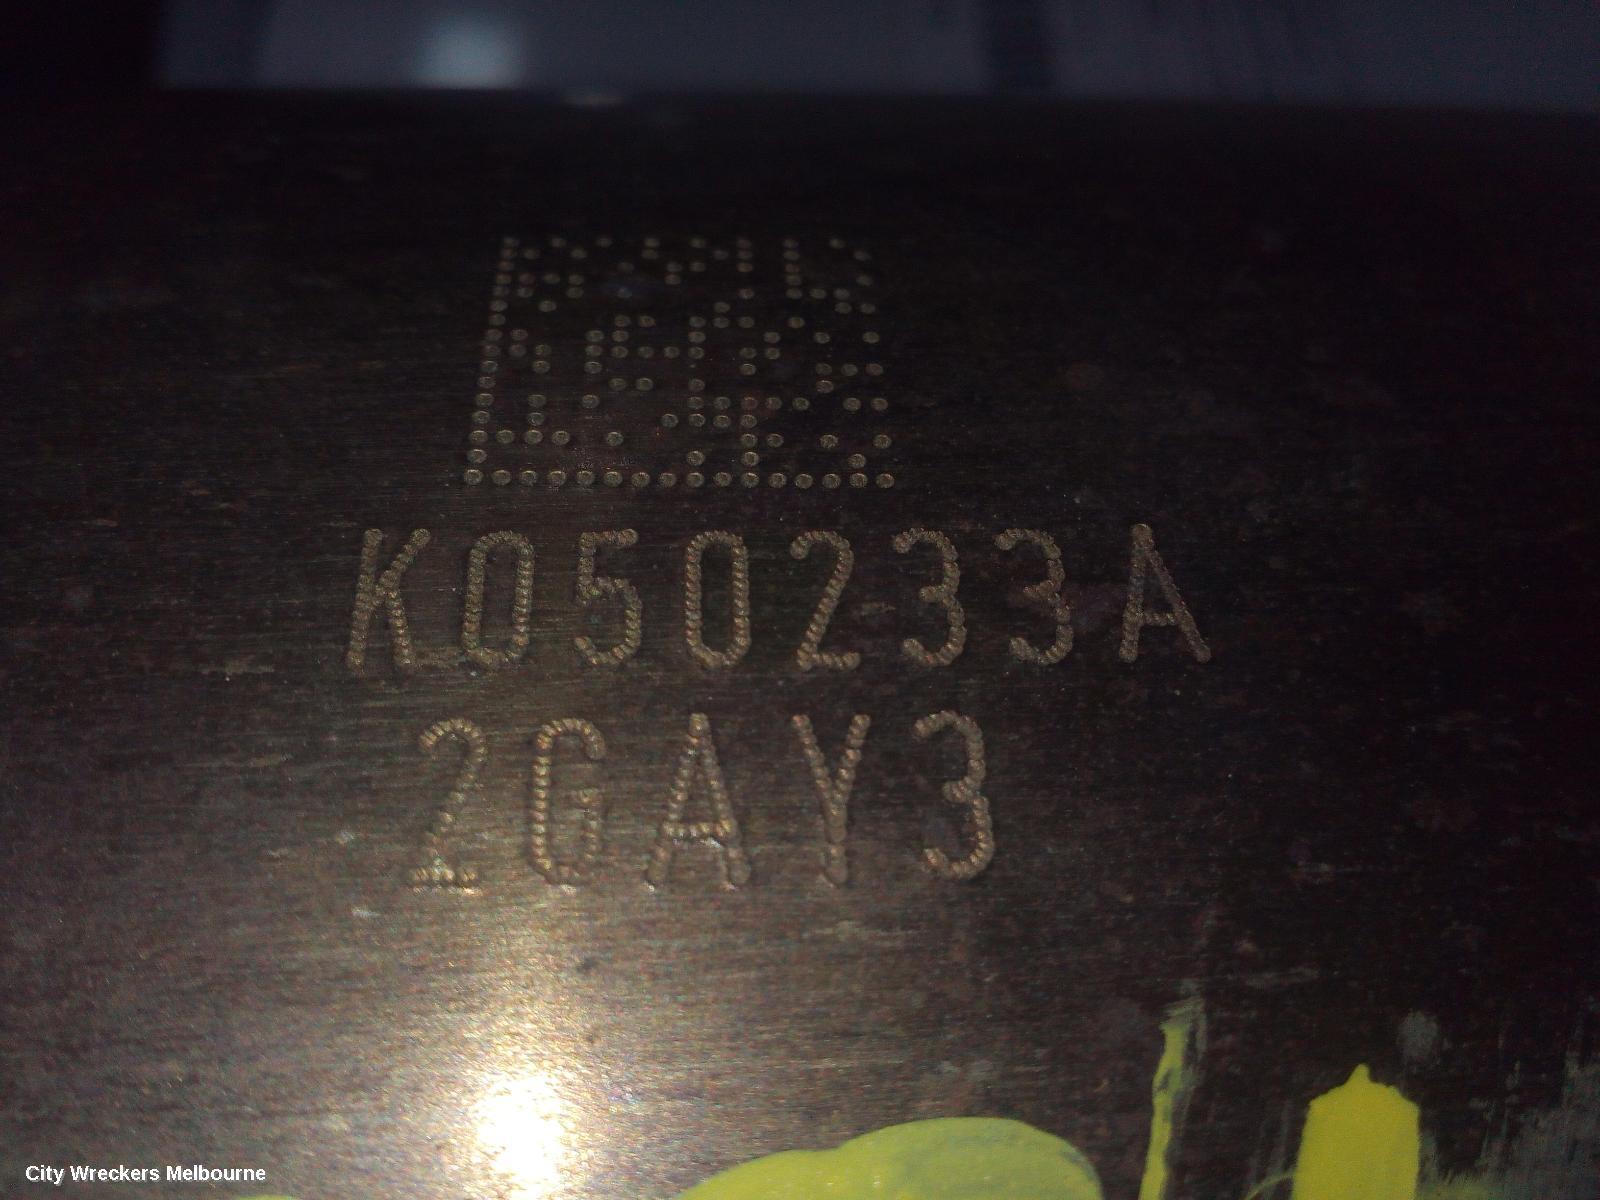 K050233A
2GAY3
City Wreckers Melbourne